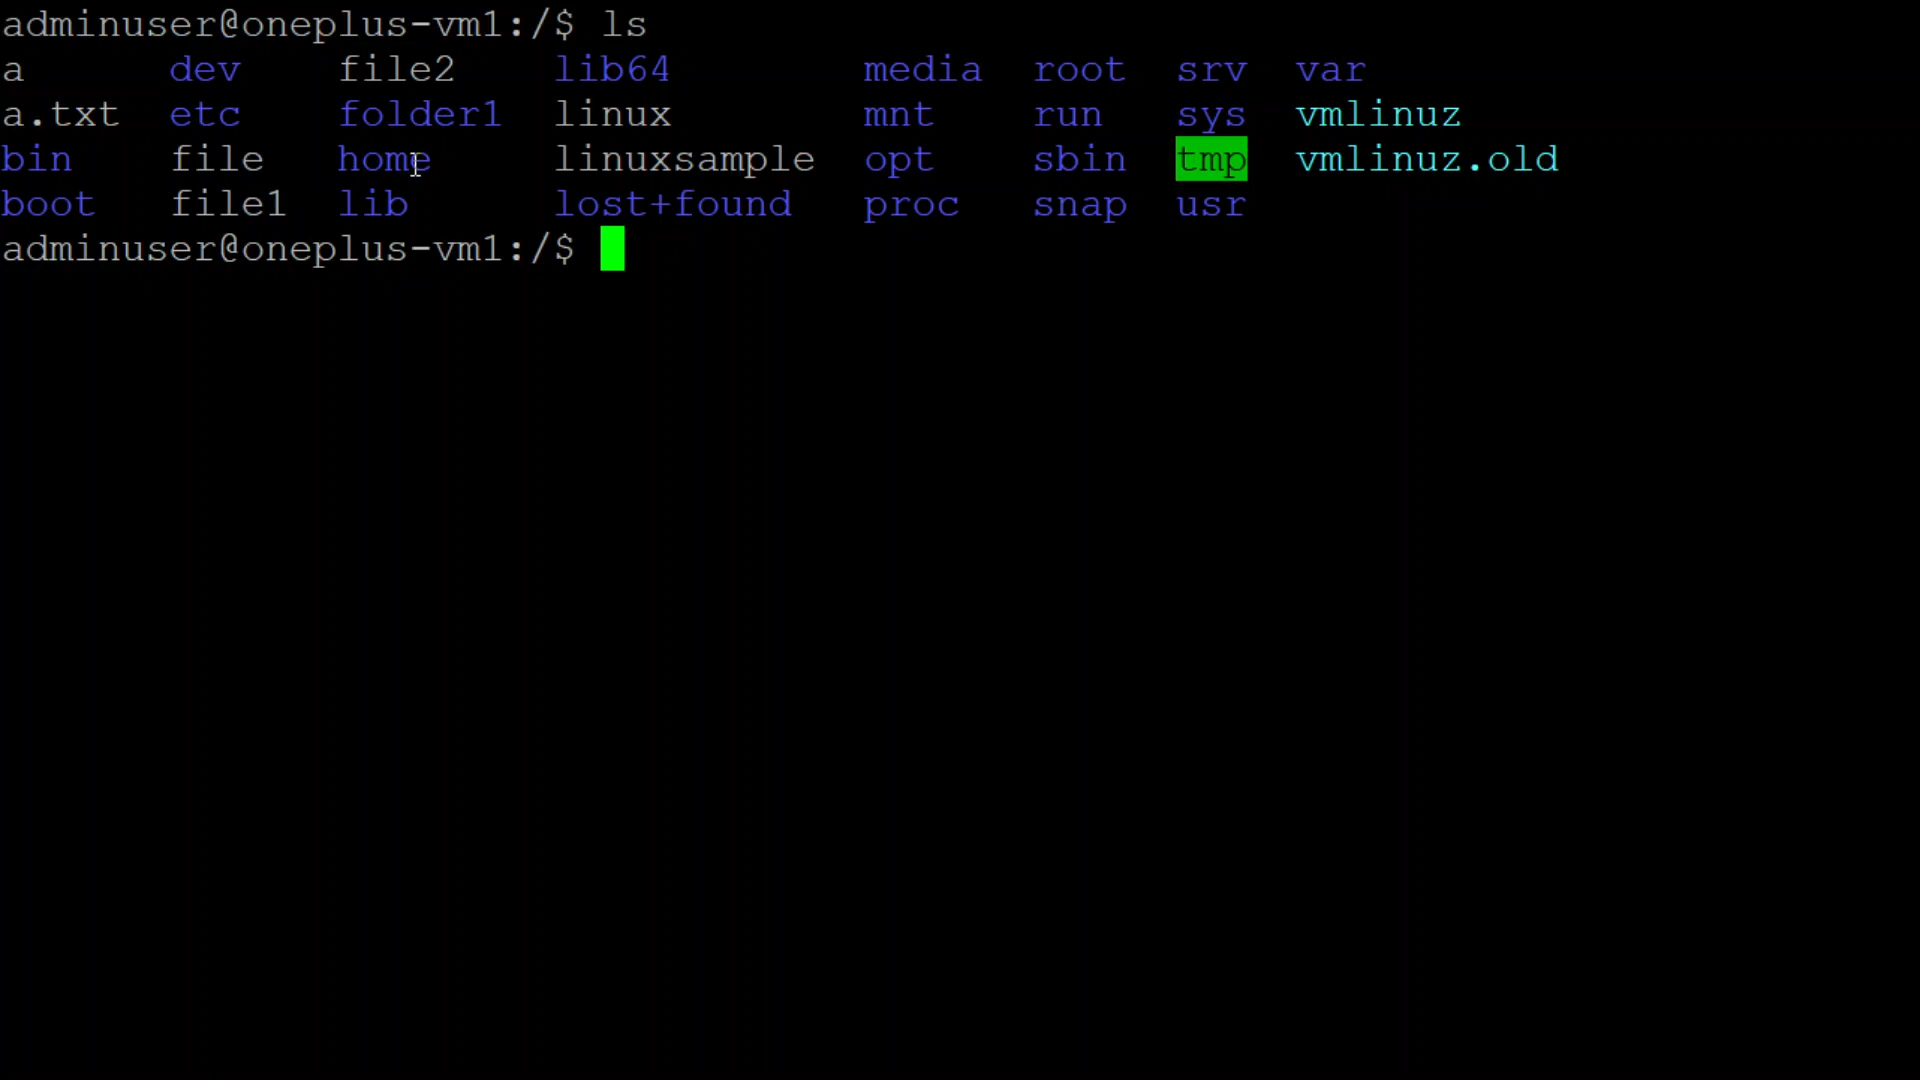 adminuser@oneplus-vm1:/$ ls
a dev file2 lib64 media root srv var
a.txt etc folder1 linux mnt run sys vmlinuz
bin file home linuxsample opt sbin tmp vmlinuz.old
boot file1 lib lost+found proc snap usr
adminuser@oneplus-vm1:/$